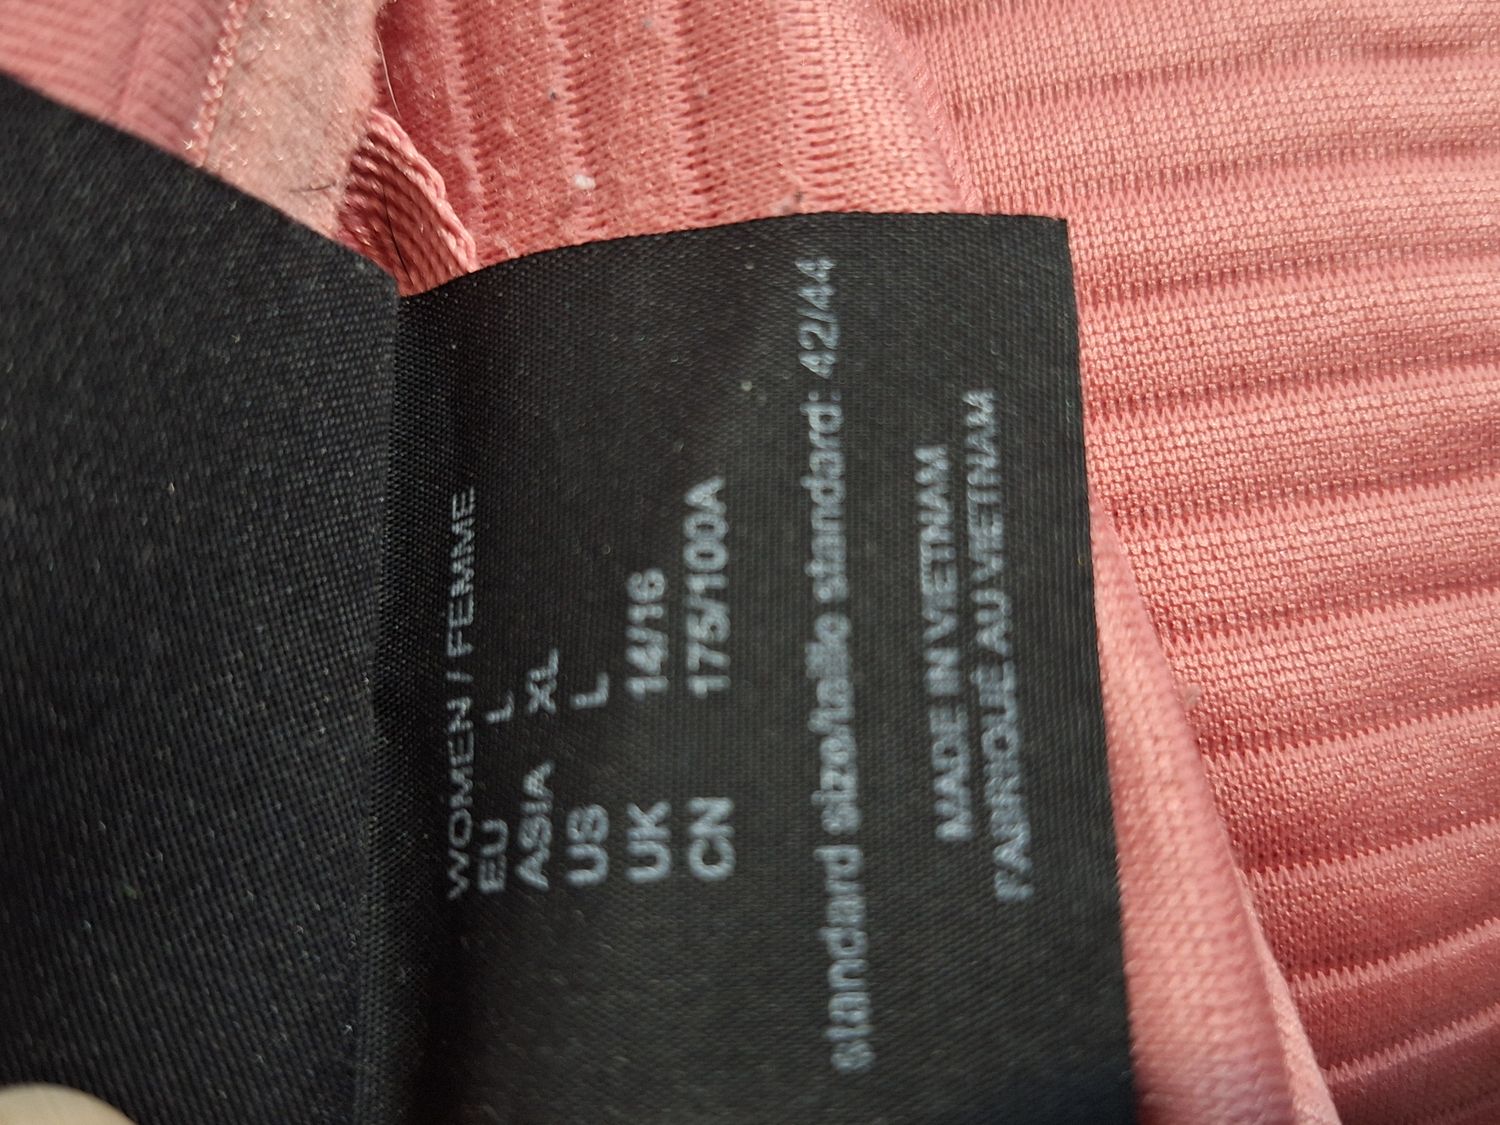 WOMEN / FEMME
EU L
ASIA XL
US L
UK 14/16
CN 175/100A
standard size/taille standard: 42/44
MADE IN VIETNAM
FABRIQUÉ AU VIETNAM